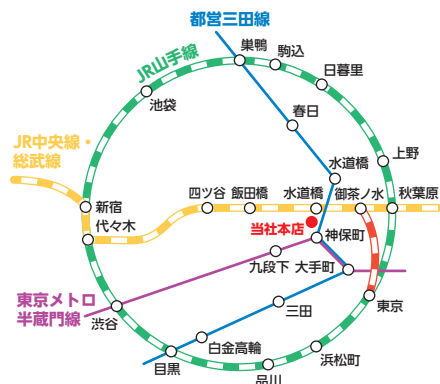 都営三田線
巣鴨
駒込
JR山手線
日暮里
池袋
春日
JR中央線・
総武線
水道橋
上野
四ツ谷
飯田橋
水道橋
御茶ノ水
秋葉原
新宿
代々木
当社本店
神保町
九段下
大手町
東京メトロ
半蔵門線
渋谷
三田
東京
白金高輪
浜松町
目黒
品川